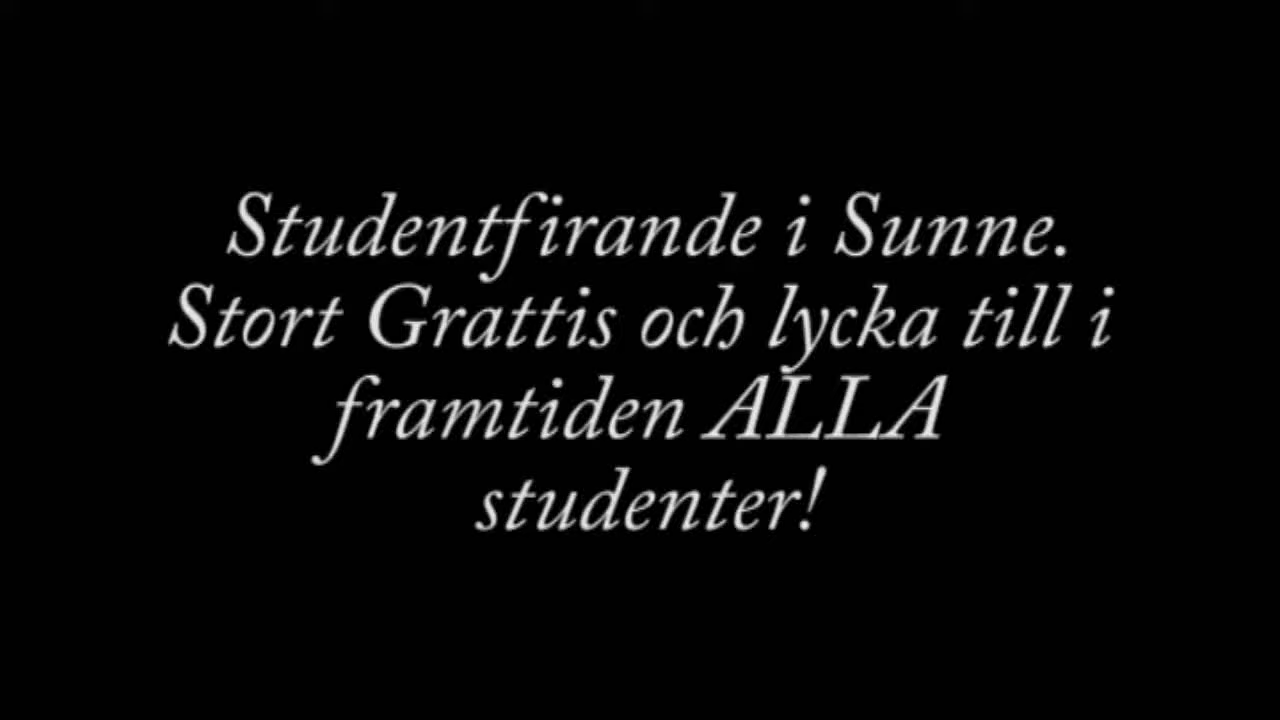 Studentfirande i Sunne.
Stort Grattis och lycka till i
framtiden ALLA
studenter!